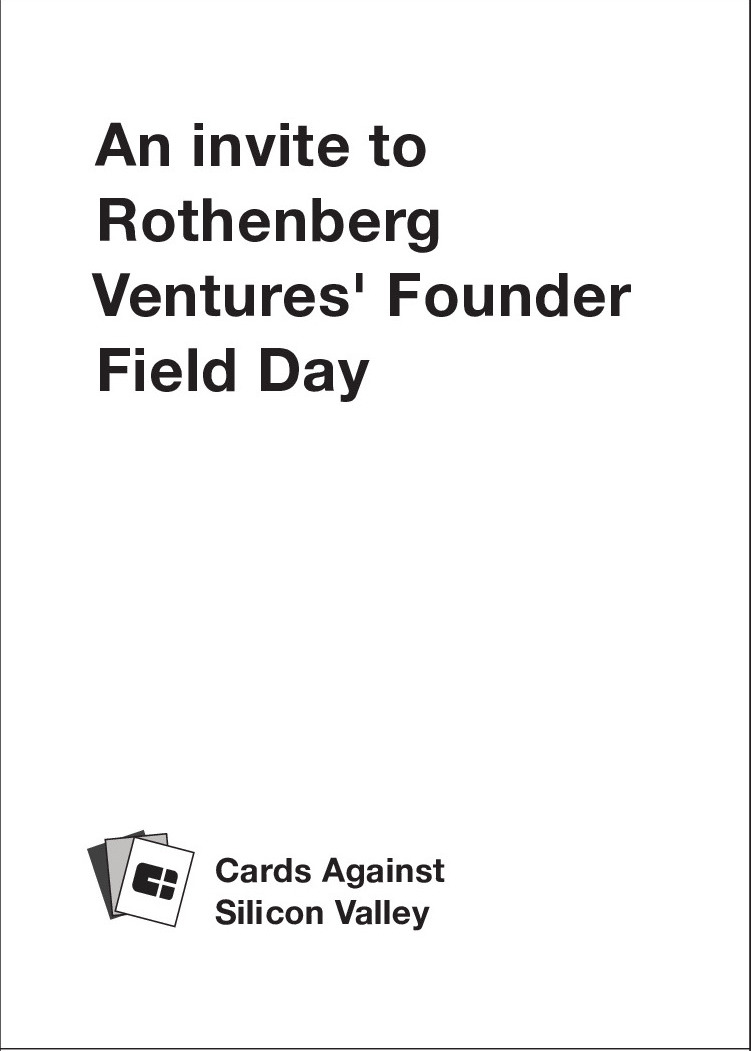 An invite to
Rothenberg
Ventures' Founder
Field Day
Cards Against
Silicon Valley